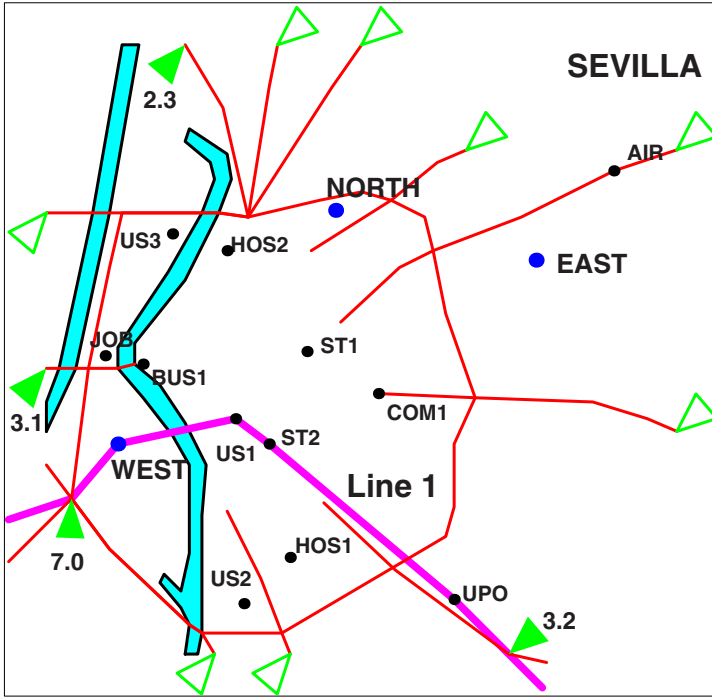 SEVILLA
2.3
AIR
NORTH
US3
HOS2
EAST
JOB
ST1
BUS1
COM1
3.1
US1
ST2
WEST
Line 1
HOS1
7.0
US2
UPO
3.2